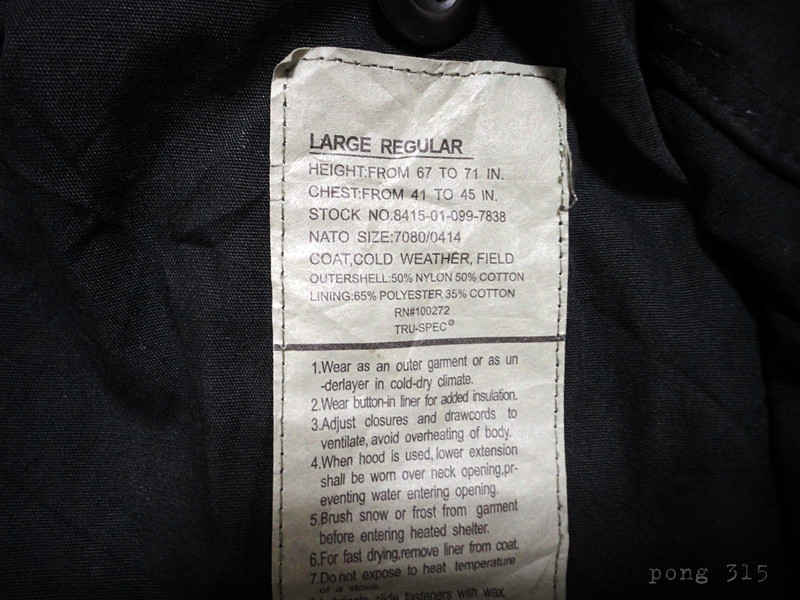 LARGE REGULAR
HEIGHT:FROM 67 TO 71 IN.
CHEST:FROM 41 TO 45 IN.
STOCK NO.8415-01-099-7838
NATO SIZE:7080/0414
COAT,COLD WEATHER, FIELD
OUTERSHELL:50% NYLON 50% COTTON
LINING:65% POLYESTER 35% COTTON
RN#100272
TRU-SPEC®
1.Wear as an outer garment or as un
-derlayer in cold-dry climate.
2.Wear button-in liner for added insulation.
3.Adjust closures and drawcords to
ventilate, avoid overheating of body.
4.When hood is used, lower extension
shall be worn over neck opening,pr-
eventing water entering opening.
5.Brush snow or frost from garment
before entering heated shelter.
6.For fast drying,remove liner from coat.
7.Do not expose to heat temperature
of a stove.
slide fasteners with wax,
pong 315